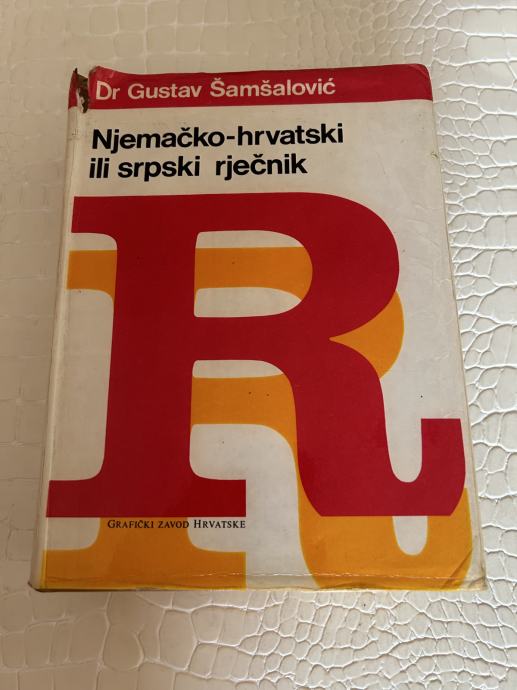 Dr Gustav Šamšalović
Njemačko-hrvatski
ili srpski rječnik
R
GRAFIČKI ZAVOD HRVATSKE